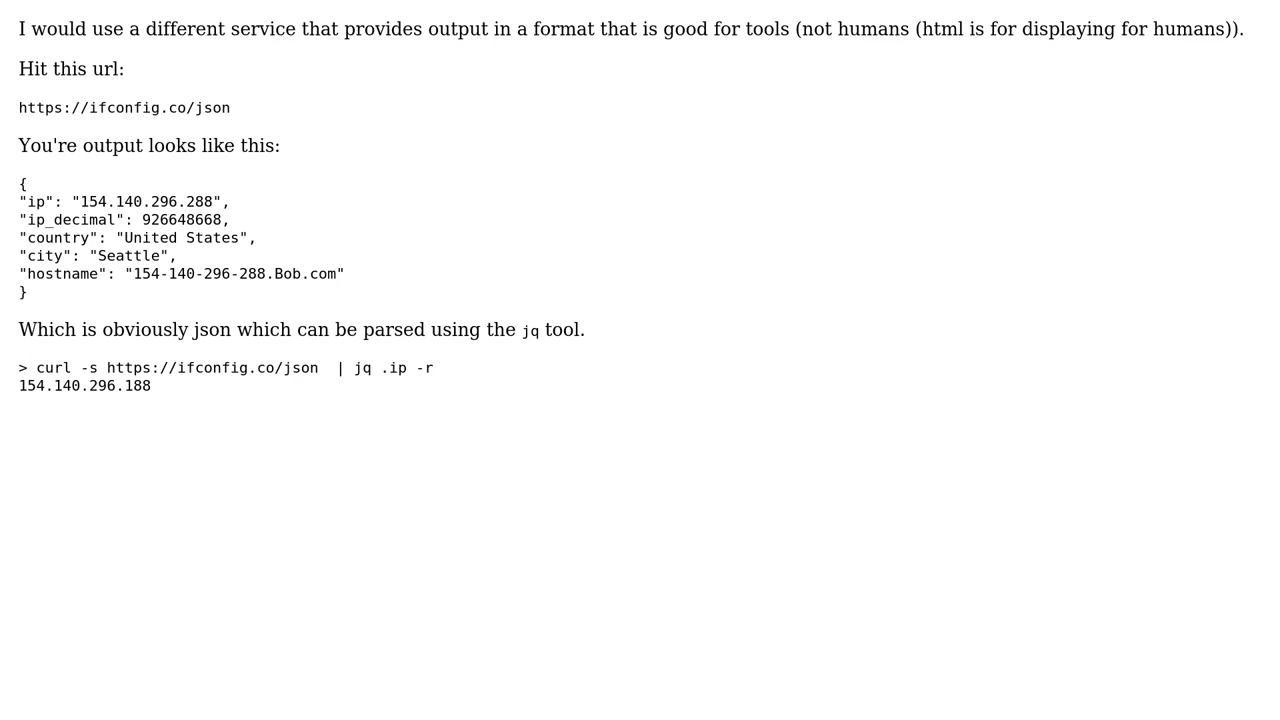 I would use a different service that provides output in a format that is good for tools (not humans (html is for displaying for humans)).
Hit this url:
https://ifconfig.co/json
You're output looks like this:
{
"ip": "154.140.296.288",
"ip_decimal": 926648668,
"country": "United States",
"city": "Seattle",
"hostname": "154-140-296-288.Bob.com"
}
Which is obviously json which can be parsed using the jq tool.
> curl -s https://ifconfig.co/json  | jq .ip -r
154.140.296.188